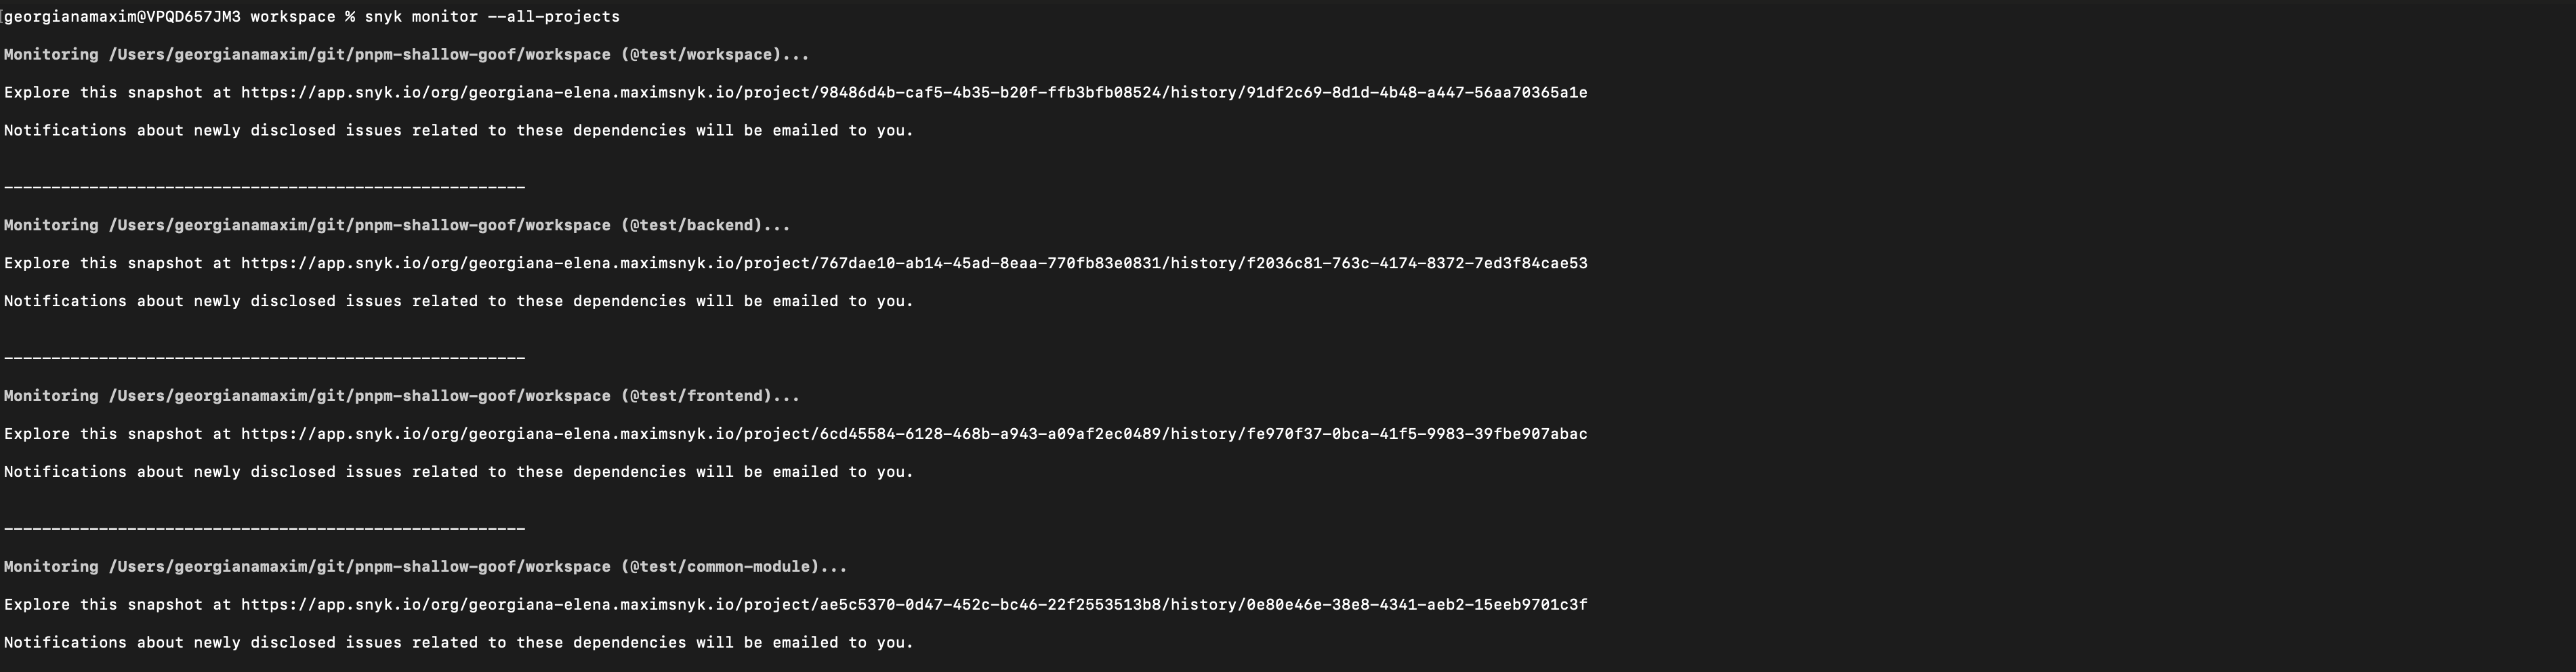 georgianamaxim@VPQD657JM3 workspace % snyk monitor --all-projects
Monitoring /Users/georgianamaxim/git/pnpm-shallow-goof/workspace (@test/workspace)...
Explore this snapshot at https://app.snyk.io/org/georgiana-elena.maximsnyk.io/project/98486d4b-caf5-4b35-b20f-ffb3bfb08524/history/91df2c69-8d1d-4b48-a447-56aa70365a1e
Notifications about newly disclosed issues related to these dependencies will be emailed to you.
-------------------------------------------------------
Monitoring /Users/georgianamaxim/git/pnpm-shallow-goof/workspace (@test/backend)...
Explore this snapshot at https://app.snyk.io/org/georgiana-elena.maximsnyk.io/project/767dae10-ab14-45ad-8eaa-770fb83e0831/history/f2036c81-763c-4174-8372-7ed3f84cae53
Notifications about newly disclosed issues related to these dependencies will be emailed to you.
-------------------------------------------------------
Monitoring /Users/georgianamaxim/git/pnpm-shallow-goof/workspace (@test/frontend)...
Explore this snapshot at https://app.snyk.io/org/georgiana-elena.maximsnyk.io/project/6cd45584-6128-468b-a943-a09af2ec0489/history/fe970f37-0bca-41f5-9983-39fbe907abac
Notifications about newly disclosed issues related to these dependencies will be emailed to you.
-------------------------------------------------------
Monitoring /Users/georgianamaxim/git/pnpm-shallow-goof/workspace (@test/common-module)...
Explore this snapshot at https://app.snyk.io/org/georgiana-elena.maximsnyk.io/project/ae5c5370-0d47-452c-bc46-22f2553513b8/history/0e80e46e-38e8-4341-aeb2-15eeb9701c3f
Notifications about newly disclosed issues related to these dependencies will be emailed to you.